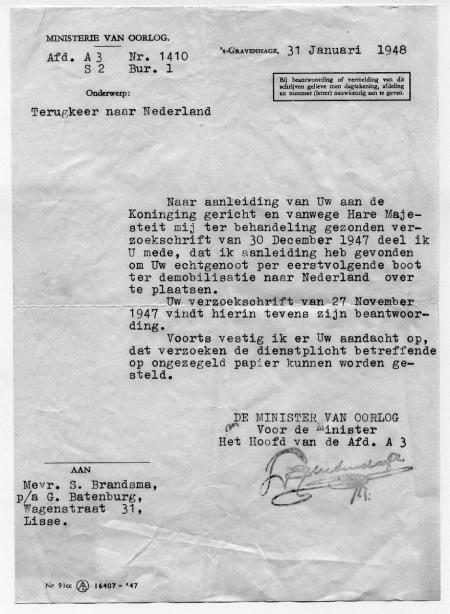 MINISTERIE VAN OORLOG.
Afd. A 3 Nr. 1410
S 2 Bur. 1
's-Gravenhage, 31 Januari 1948
Bij beantwoording of vermelding van dit
schrijven gelieve men dagtekening, afdeling
en nummer (letter) nauwkeurig aan te geven.
Onderwerp:
Terugkeer naar Nederland
Naar aanleiding van Uw aan de
Koninging gericht en vanwege Hare Maje-
steit mij ter behandeling gezonden ver-
zoekschrift van 30 December 1947 deel ik
U mede, dat ik aanleiding heb gevonden
om Uw echtgenoot per eerstvolgende boot
ter demobilisatie naar Nederland over
te plaatsen.
Uw verzoekschrift van 27 November
1947 vindt hierin tevens zijn beantwoor-
ding.
Voorts vestig ik er Uw aandacht op,
dat verzoeken de dienstplicht betreffende
op ongezegeld papier kunnen worden ge-
steld.
DE MINISTER VAN OORLOG
Voor de Minister
Het Hoofd van de Afd. A 3
AAN
Mevr. S. Brandsma,
p/a G. Batenburg,
Wagenstraat 31,
Lisse.
Nr 91cc 16407 - '47